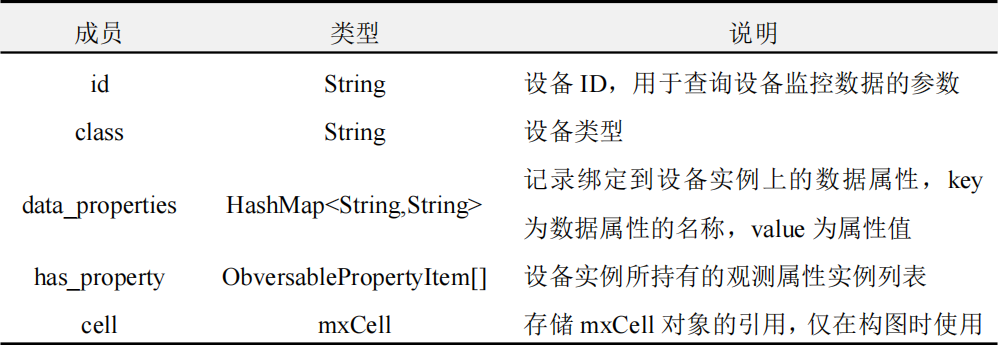 成员 类型 说明
id String 设备 ID，用于查询设备监控数据的参数
class String 设备类型
记录绑定到设备实例上的数据属性，key
data_properties HashMap<String,String>
为数据属性的名称，value 为属性值
has_property ObversablePropertyItem[] 设备实例所持有的观测属性实例列表
cell mxCell 存储 mxCell 对象的引用，仅在构图时使用